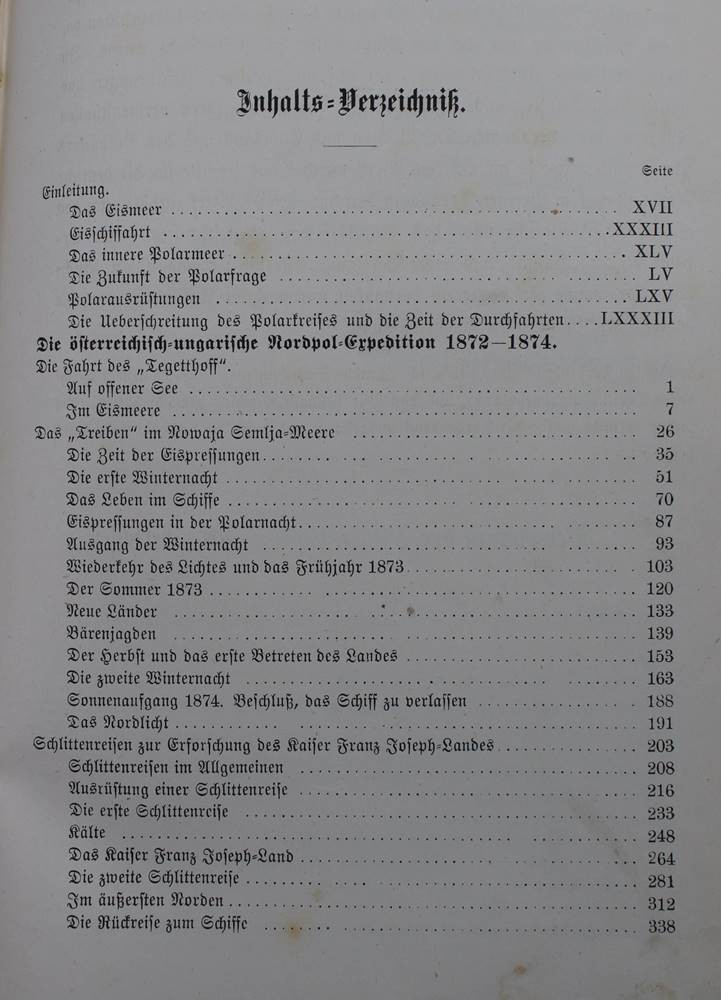 Inhalts=Verzeichniß.
Seite
Einleitung.
Das Eismeer XVII
Eisschiffahrt XXXIII
Das innere Polarmeer XLV
Die Zukunft der Polarfrage LV
Polarausrüstungen LXV
Die Ueberschreitung des Polarkreises und die Zeit der Durchfahrten LXXXIII
Die österreichisch=ungarische Nordpol=Expedition 1872—1874.
Die Fahrt des „Tegetthoff“.
Auf offener See 1
Im Eismeere 7
Das „Treiben“ im Nowaja Semlja=Meere 26
Die Zeit der Eispressungen 35
Die erste Winternacht 51
Das Leben im Schiffe 70
Eispressungen in der Polarnacht 87
Ausgang der Winternacht 93
Wiederkehr des Lichtes und das Frühjahr 1873 103
Der Sommer 1873 120
Neue Länder 133
Bärenjagden 139
Der Herbst und das erste Betreten des Landes 153
Die zweite Winternacht 163
Sonnenaufgang 1874. Beschluß, das Schiff zu verlassen 188
Das Nordlicht 191
Schlittenreisen zur Erforschung des Kaiser Franz Joseph=Landes 203
Schlittenreisen im Allgemeinen 208
Ausrüstung einer Schlittenreise 216
Die erste Schlittenreise 233
Kälte 248
Das Kaiser Franz Joseph=Land 264
Die zweite Schlittenreise 281
Im äußersten Norden 312
Die Rückreise zum Schiffe 338